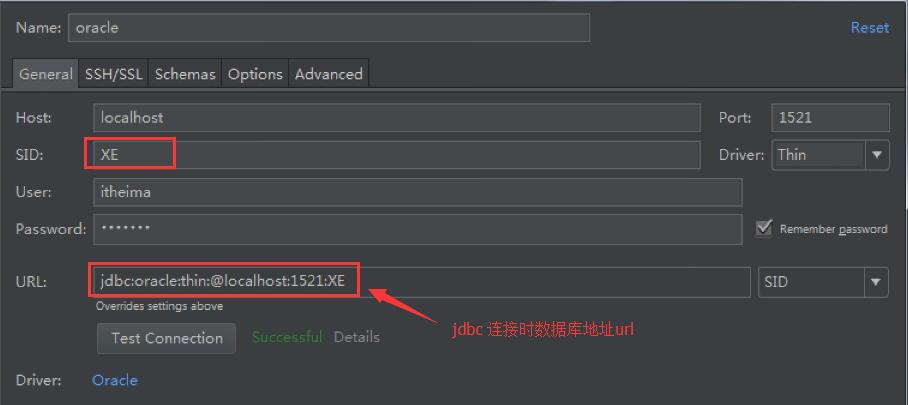 Name: oracle Reset
General SSH/SSL Schemas Options Advanced
Host: localhost Port: 1521
SID: XE Driver: Thin
User: itheima
Password: ••••••• Remember password
URL: jdbc:oracle:thin:@localhost:1521:XE SID
Overrides settings above
jdbc 连接时数据库地址url
Test Connection Successful Details
Driver: Oracle